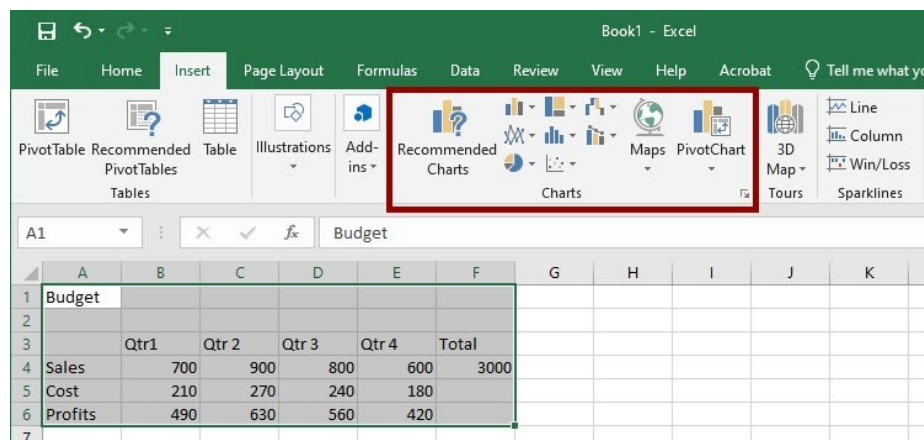 Book1 - Excel
File Home Insert Page Layout Formulas Data Review View Help Acrobat Tell me what yo
PivotTable Recommended PivotTables Table Illustrations Add-ins Recommended Charts Maps PivotChart 3D Map Line
Column
Win/Loss
Tables Charts Tours Sparklines
A1 fx Budget
A B C D E F G H I J K
1 Budget
2
3 Qtr1 Qtr 2 Qtr 3 Qtr 4 Total
4 Sales 700 900 800 600 3000
5 Cost 210 270 240 180
6 Profits 490 630 560 420
7